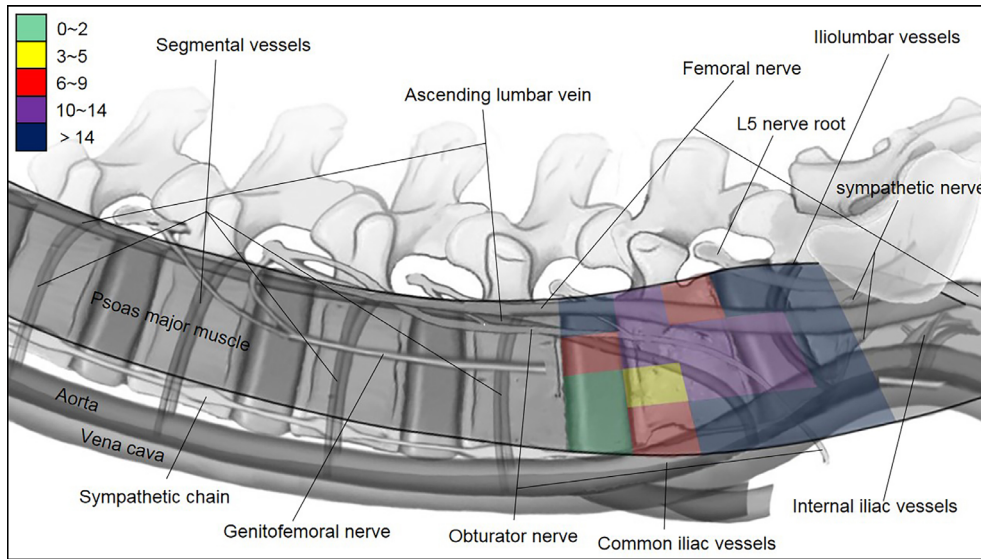 0~2
3~5
6~9
10~14
> 14
Segmental vessels
Iliolumbar vessels
Femoral nerve
Ascending lumbar vein
L5 nerve root
sympathetic nerve
Psoas major muscle
Aorta
Vena cava
Sympathetic chain
Genitofemoral nerve
Obturator nerve
Common iliac vessels
Internal iliac vessels